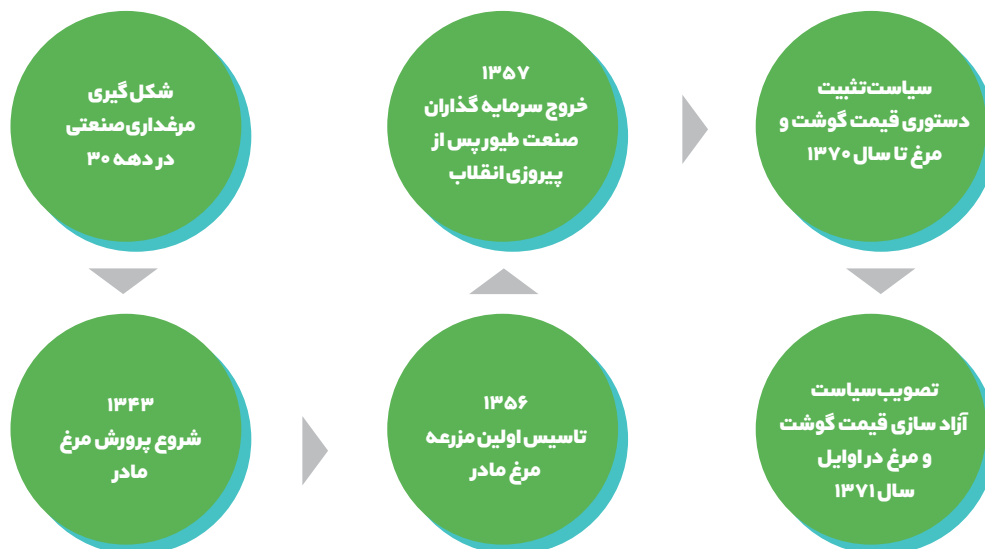 شکل گیری
مرغداری صنعتی
در دهه ۳۰
۱۳۴۳
شروع پرورش مرغ
مادر
۱۳۵۶
تاسیس اولین مزرعه
مرغ مادر
۱۳۵۷
خروج سرمایه گذاران
صنعت طیور پس از
پیروزی انقلاب
سیاست تثبیت
دستوری قیمت گوشت و
مرغ تا سال ۱۳۷۰
تصویب سیاست
آزاد سازی قیمت گوشت
و مرغ در اوایل
سال ۱۳۷۱